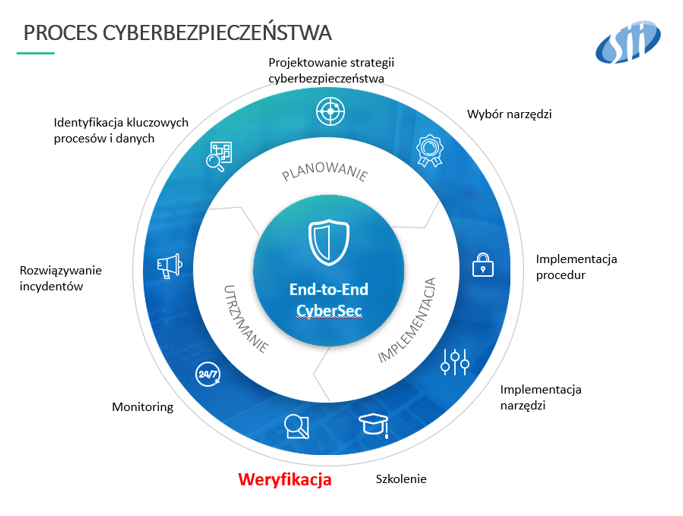 PROCES CYBERBEZPIECZEŃSTWA
stti
Projektowanie strategii
cyberbezpieczeństwa
Wybór narzędzi
Identyfikacja kluczowych
procesów i danych
PLANOWANIE
Rozwiązywanie
incydentów
End-to-End
CyberSec
Implementacja
procedur
UTRZYMANIE
IMPLEMENTACJA
24/7
Implementacja
narzędzi
Monitoring
Weryfikacja
Szkolenie